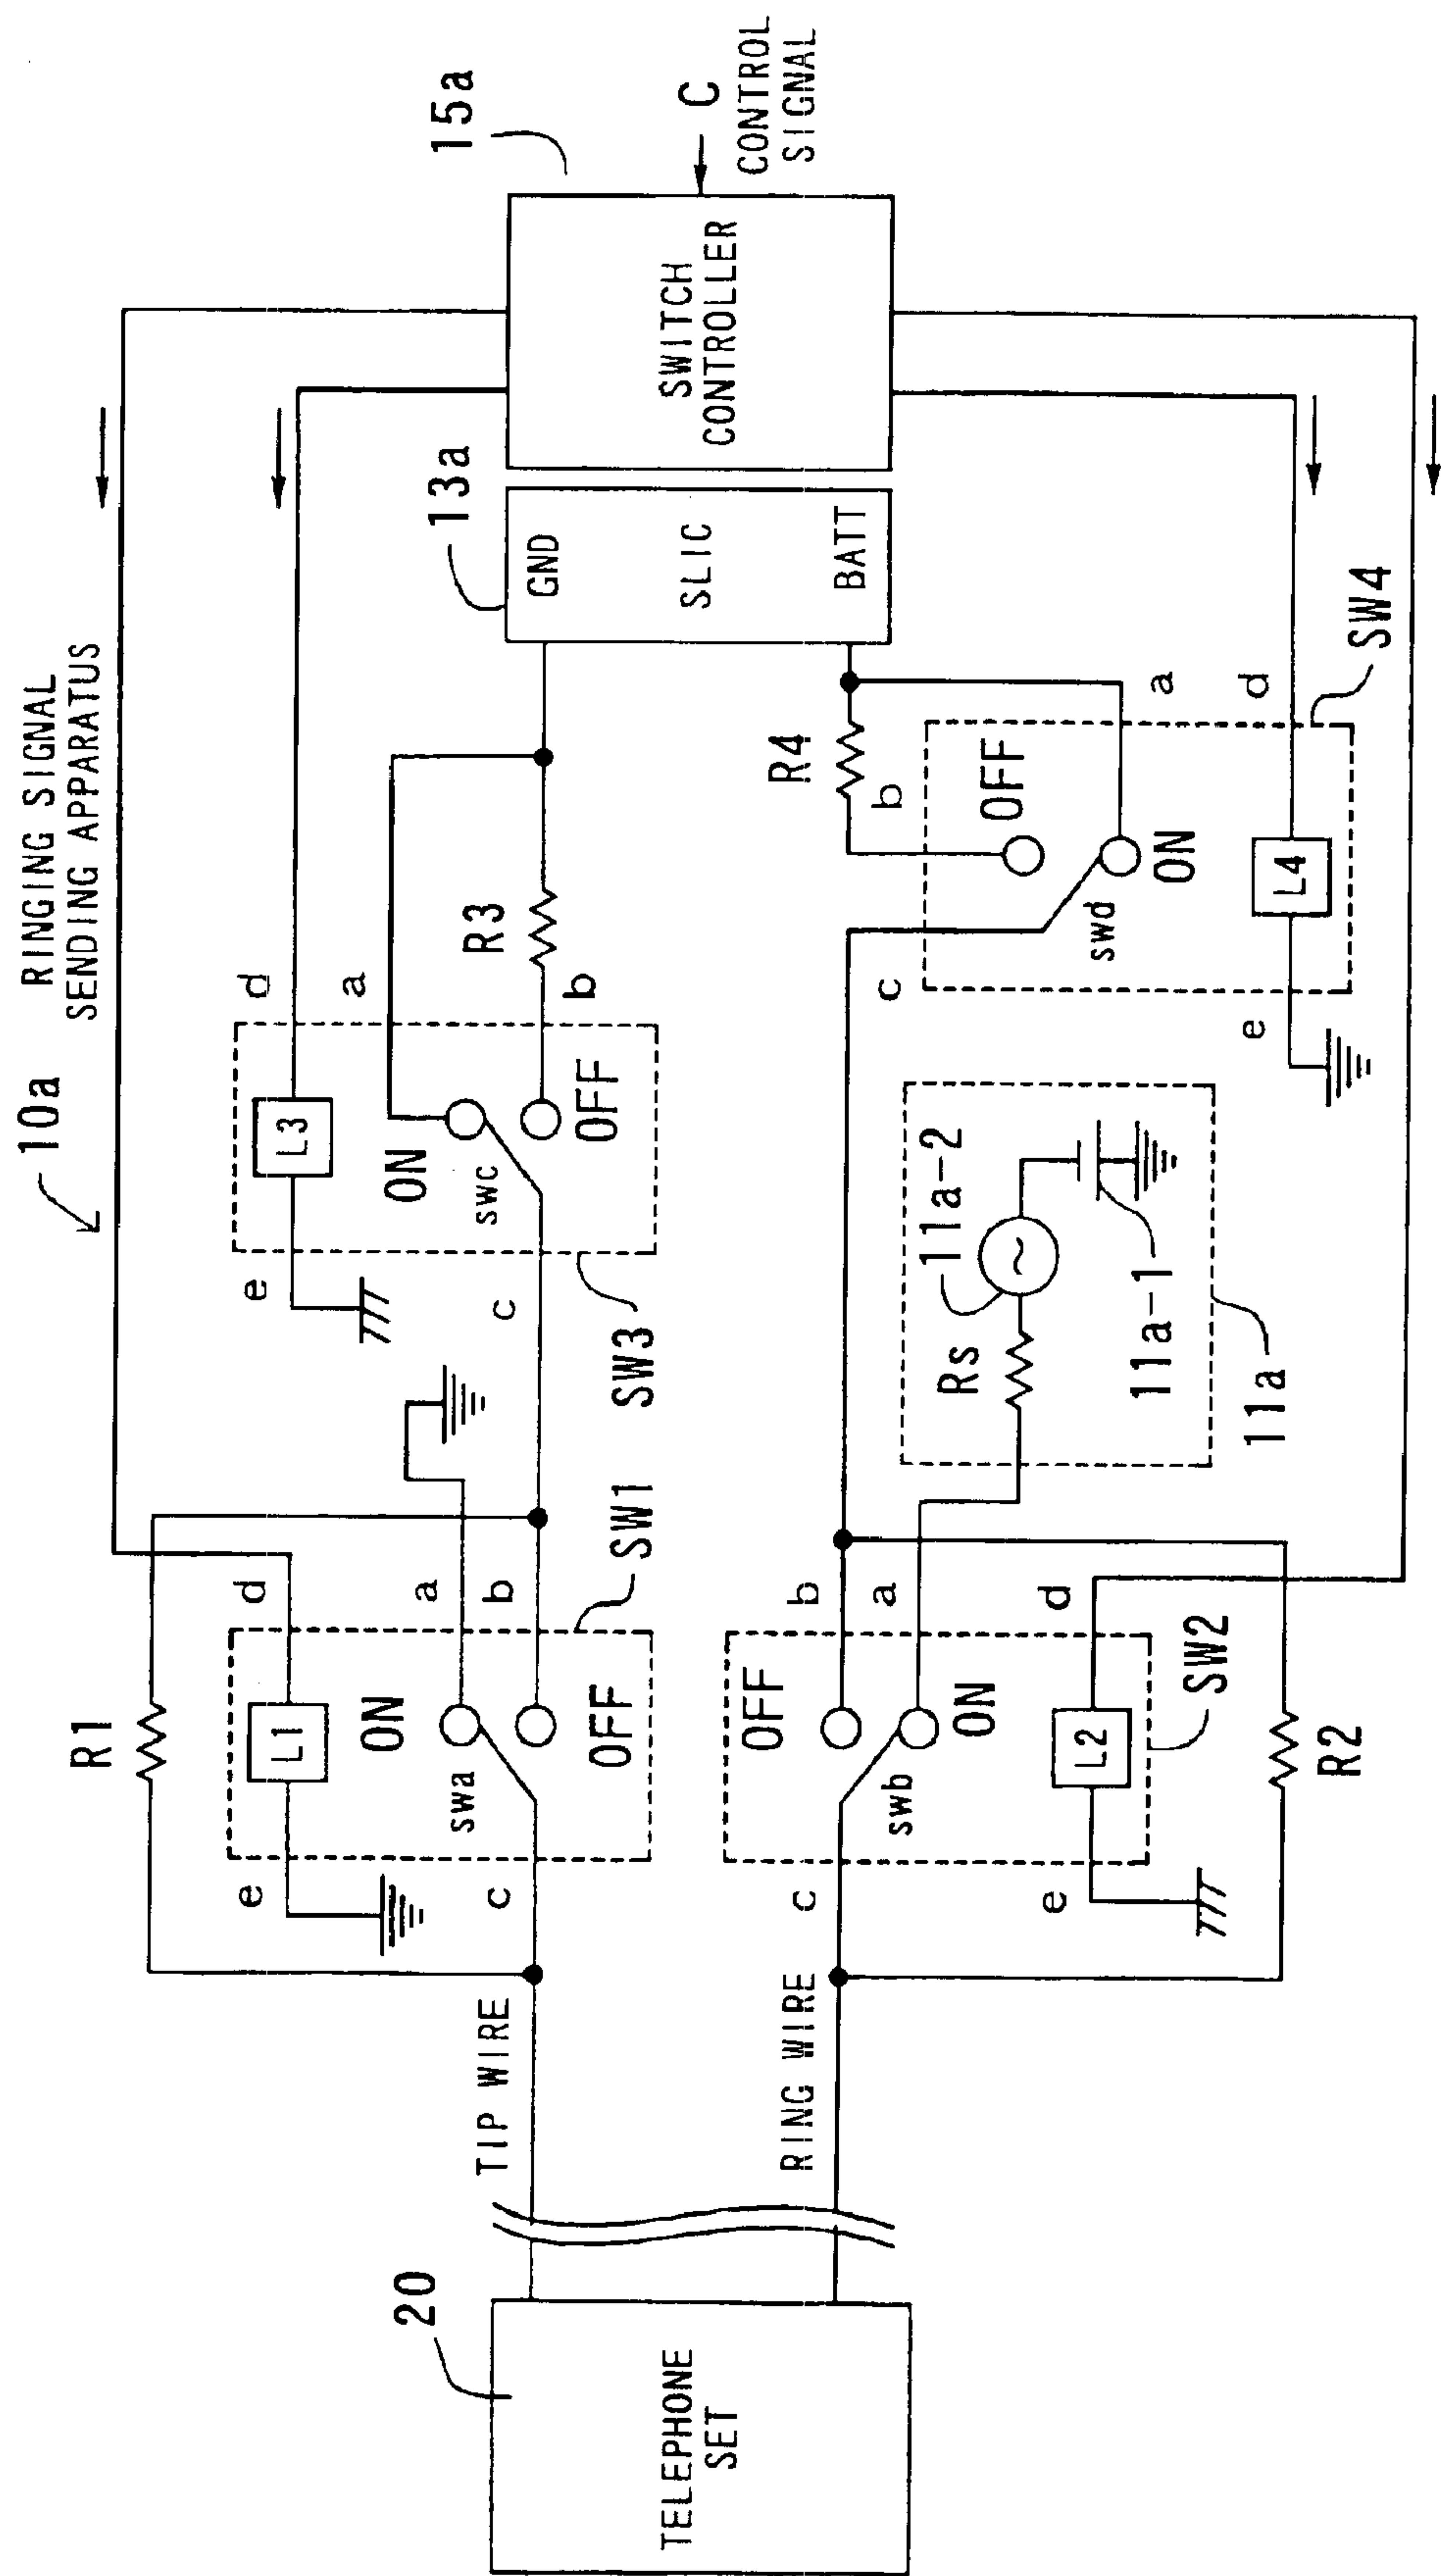 10a
RINGING SIGNAL
SENDING APPARATUS
15a
C
CONTROL
SIGNAL
SWITCH
CONTROLLER
13a
GND
SLIC
BATT
R1
d
L1
e
ON
a
swa
b
OFF
c
SW1
d
L3
e
ON
a
swc
b
OFF
c
SW3
R3
R4
b
OFF
a
ON
swd
c
d
L4
e
SW4
TIP WIRE
RING WIRE
20
TELEPHONE
SET
OFF
b
a
ON
swb
c
d
L2
e
SW2
R2
Rs
11a-2
11a-1
11a